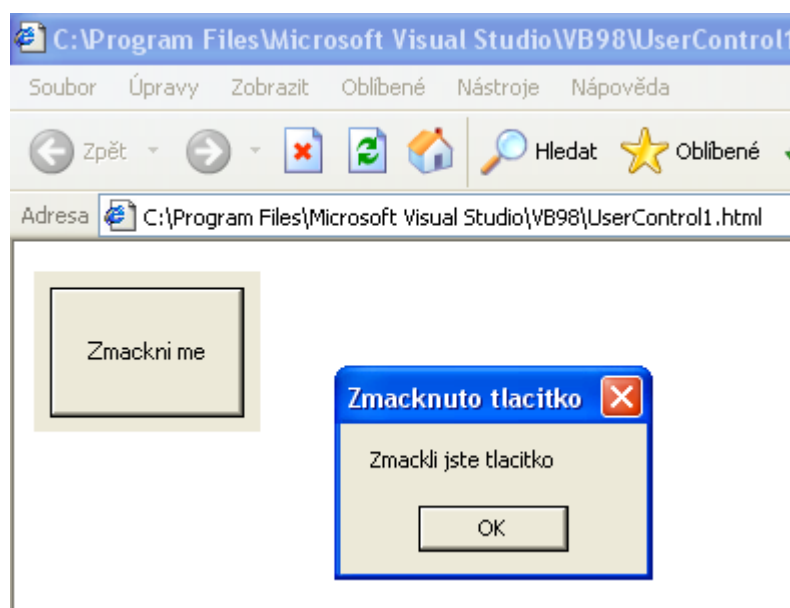 C:\Program Files\Microsoft Visual Studio\VB98\UserControl1
Soubor Úpravy Zobrazit Oblíbené Nástroje Nápověda
Zpět Hledat Oblíbené
Adresa C:\Program Files\Microsoft Visual Studio\VB98\UserControl1.html
Zmackni me
Zmacknuto tlacitko
Zmackli jste tlacitko
OK